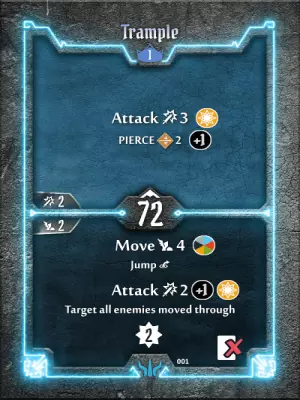 Trample
1
Attack 3
PIERCE 2 +1
2
72
2
Move 4
Jump
Attack 2 +1
Target all enemies moved through
2
001